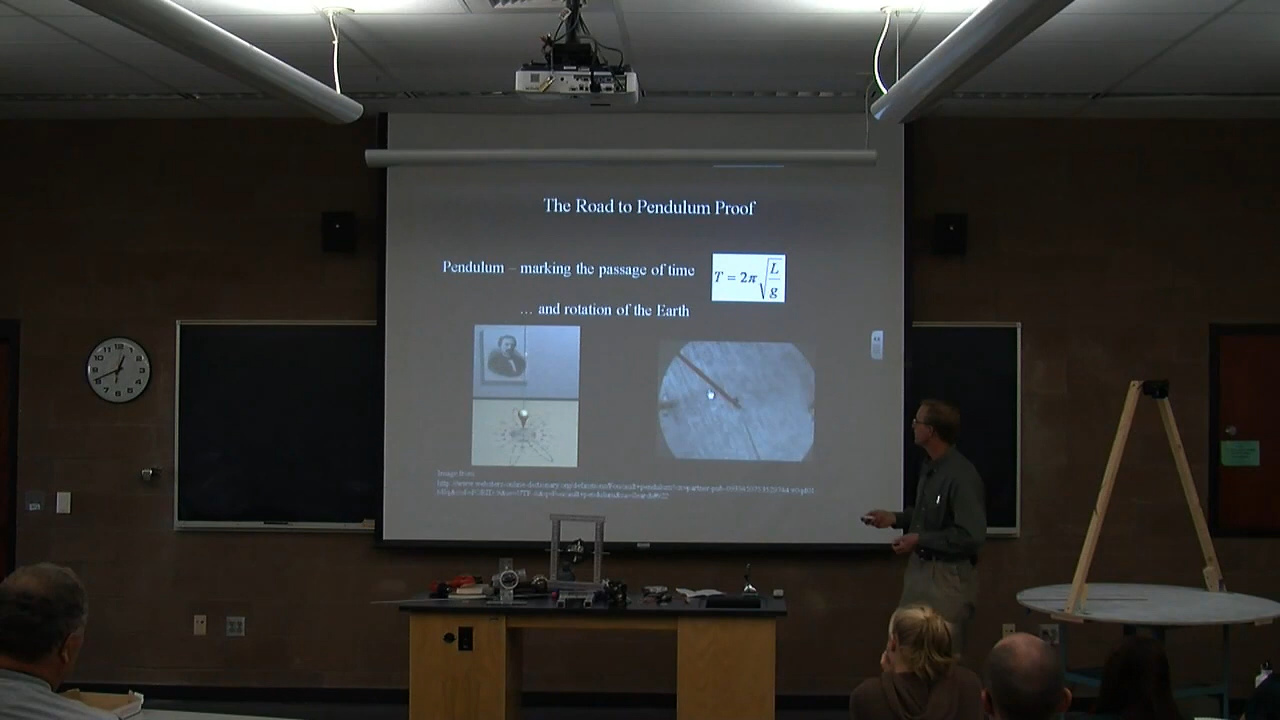 The Road to Pendulum Proof
Pendulum – marking the passage of time
T = 2π√(L/g)
... and rotation of the Earth
Image from: